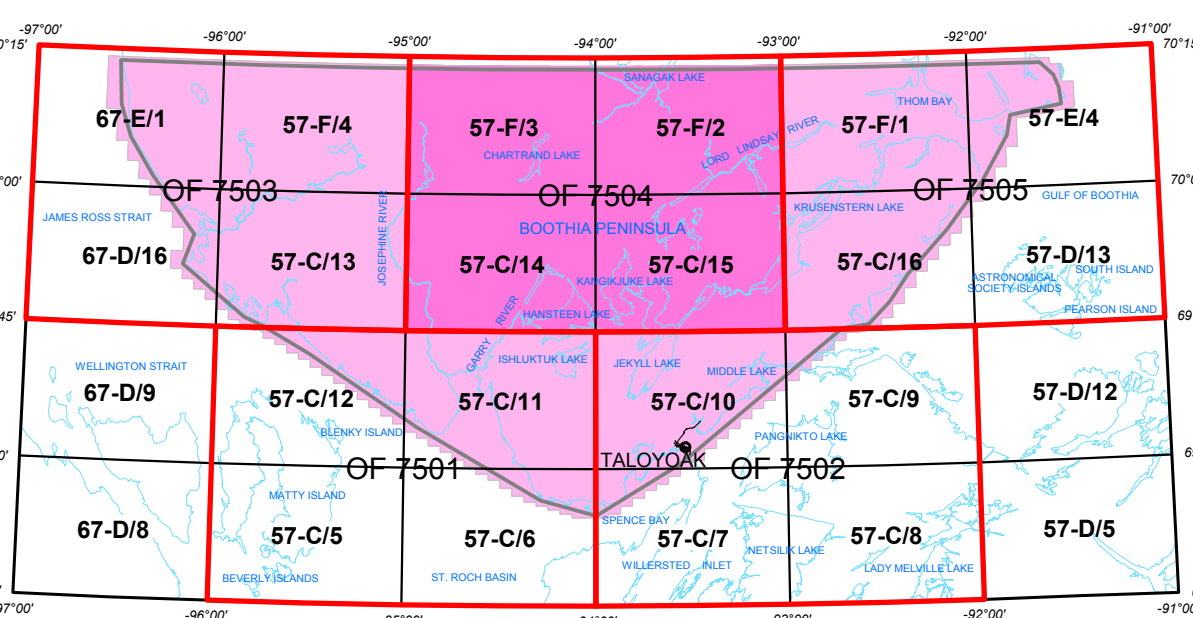 -97°00'
-96°00'
-95°00'
-94°00'
-93°00'
-92°00'
-91°00'
0°15'
70°15'
SANAGAK LAKE
THOM BAY
67-E/1
57-F/4
57-F/3
57-F/2
57-F/1
57-E/4
LORD LINDSAY RIVER
CHARTRAND LAKE
°00'
70°0
OF 7503
OF 7504
OF 7505
GULF OF BOOTHIA
JAMES ROSS STRAIT
KRUSENSTERN LAKE
JOSEPHINE RIVER
BOOTHIA PENINSULA
67-D/16
57-C/13
57-C/14
57-C/15
57-C/16
57-D/13
SOUTH ISLAND
KANGIKJUKE LAKE
ASTRONOMICAL
SOCIETY ISLANDS
PEARSON ISLAND
HANSTEEN LAKE
45'
69°
GARRY RIVER
ISHLUKTUK LAKE
JEKYLL LAKE
MIDDLE LAKE
WELLINGTON STRAIT
67-D/9
57-C/12
57-C/11
57-C/10
57-C/9
57-D/12
BLENKY ISLAND
PANGNIKTO LAKE
0'
69
OF 7501
TALOYOAK
OF 7502
MATTY ISLAND
SPENCE BAY
67-D/8
57-C/5
57-C/6
57-C/7
57-C/8
57-D/5
NETSILIK LAKE
WILLERSTED INLET
LADY MELVILLE LAKE
BEVERLY ISLANDS
ST. ROCH BASIN
97°00'
-96°00'
-92°00'
-91°00'